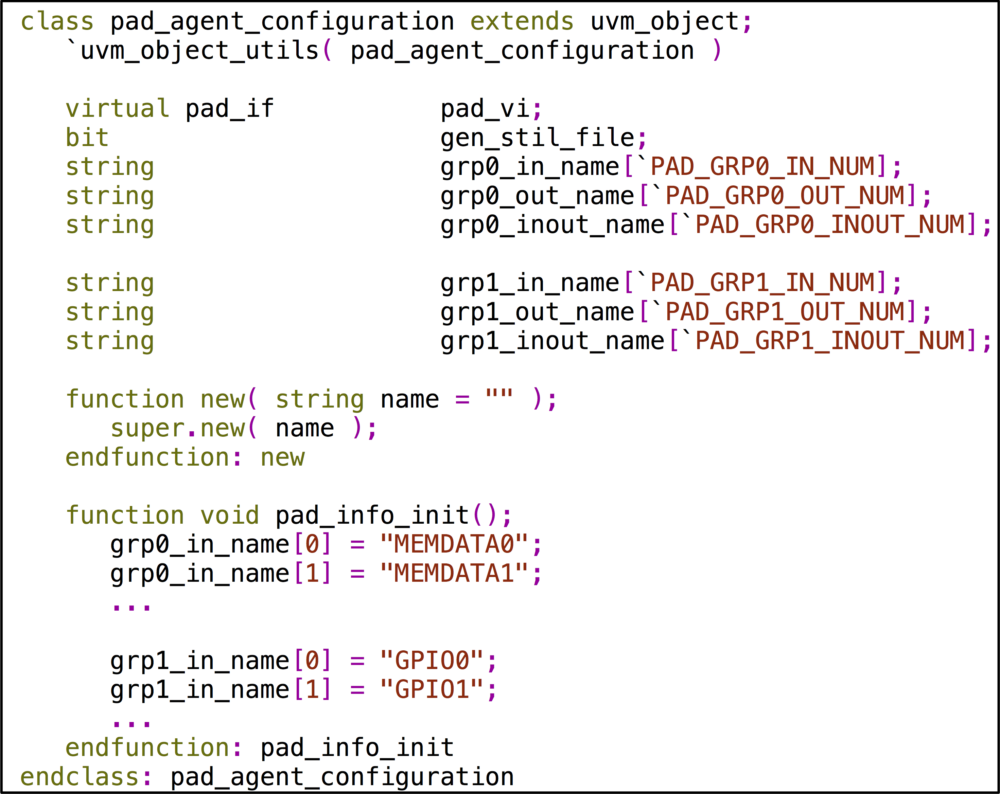 class pad_agent_configuration extends uvm_object;
   `uvm_object_utils( pad_agent_configuration )

   virtual pad_if           pad_vi;
   bit                      gen_stil_file;
   string                   grp0_in_name[`PAD_GRP0_IN_NUM];
   string                   grp0_out_name[`PAD_GRP0_OUT_NUM];
   string                   grp0_inout_name[`PAD_GRP0_INOUT_NUM];

   string                   grp1_in_name[`PAD_GRP1_IN_NUM];
   string                   grp1_out_name[`PAD_GRP1_OUT_NUM];
   string                   grp1_inout_name[`PAD_GRP1_INOUT_NUM];

   function new( string name = "" );
      super.new( name );
   endfunction: new

   function void pad_info_init();
      grp0_in_name[0] = "MEMDATA0";
      grp0_in_name[1] = "MEMDATA1";
      ...

      grp1_in_name[0] = "GPIO0";
      grp1_in_name[1] = "GPIO1";
      ...
   endfunction: pad_info_init
endclass: pad_agent_configuration